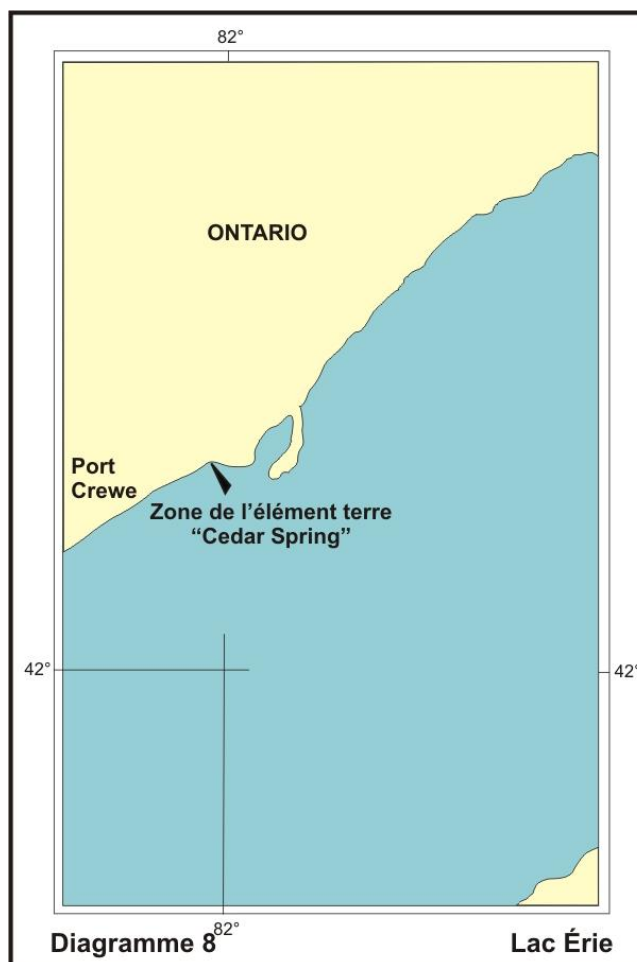 82°
ONTARIO
Port
Crewe
Zone de l'élément terre
“Cedar Spring”
42°
42°
82°
Diagramme 8
Lac Érie